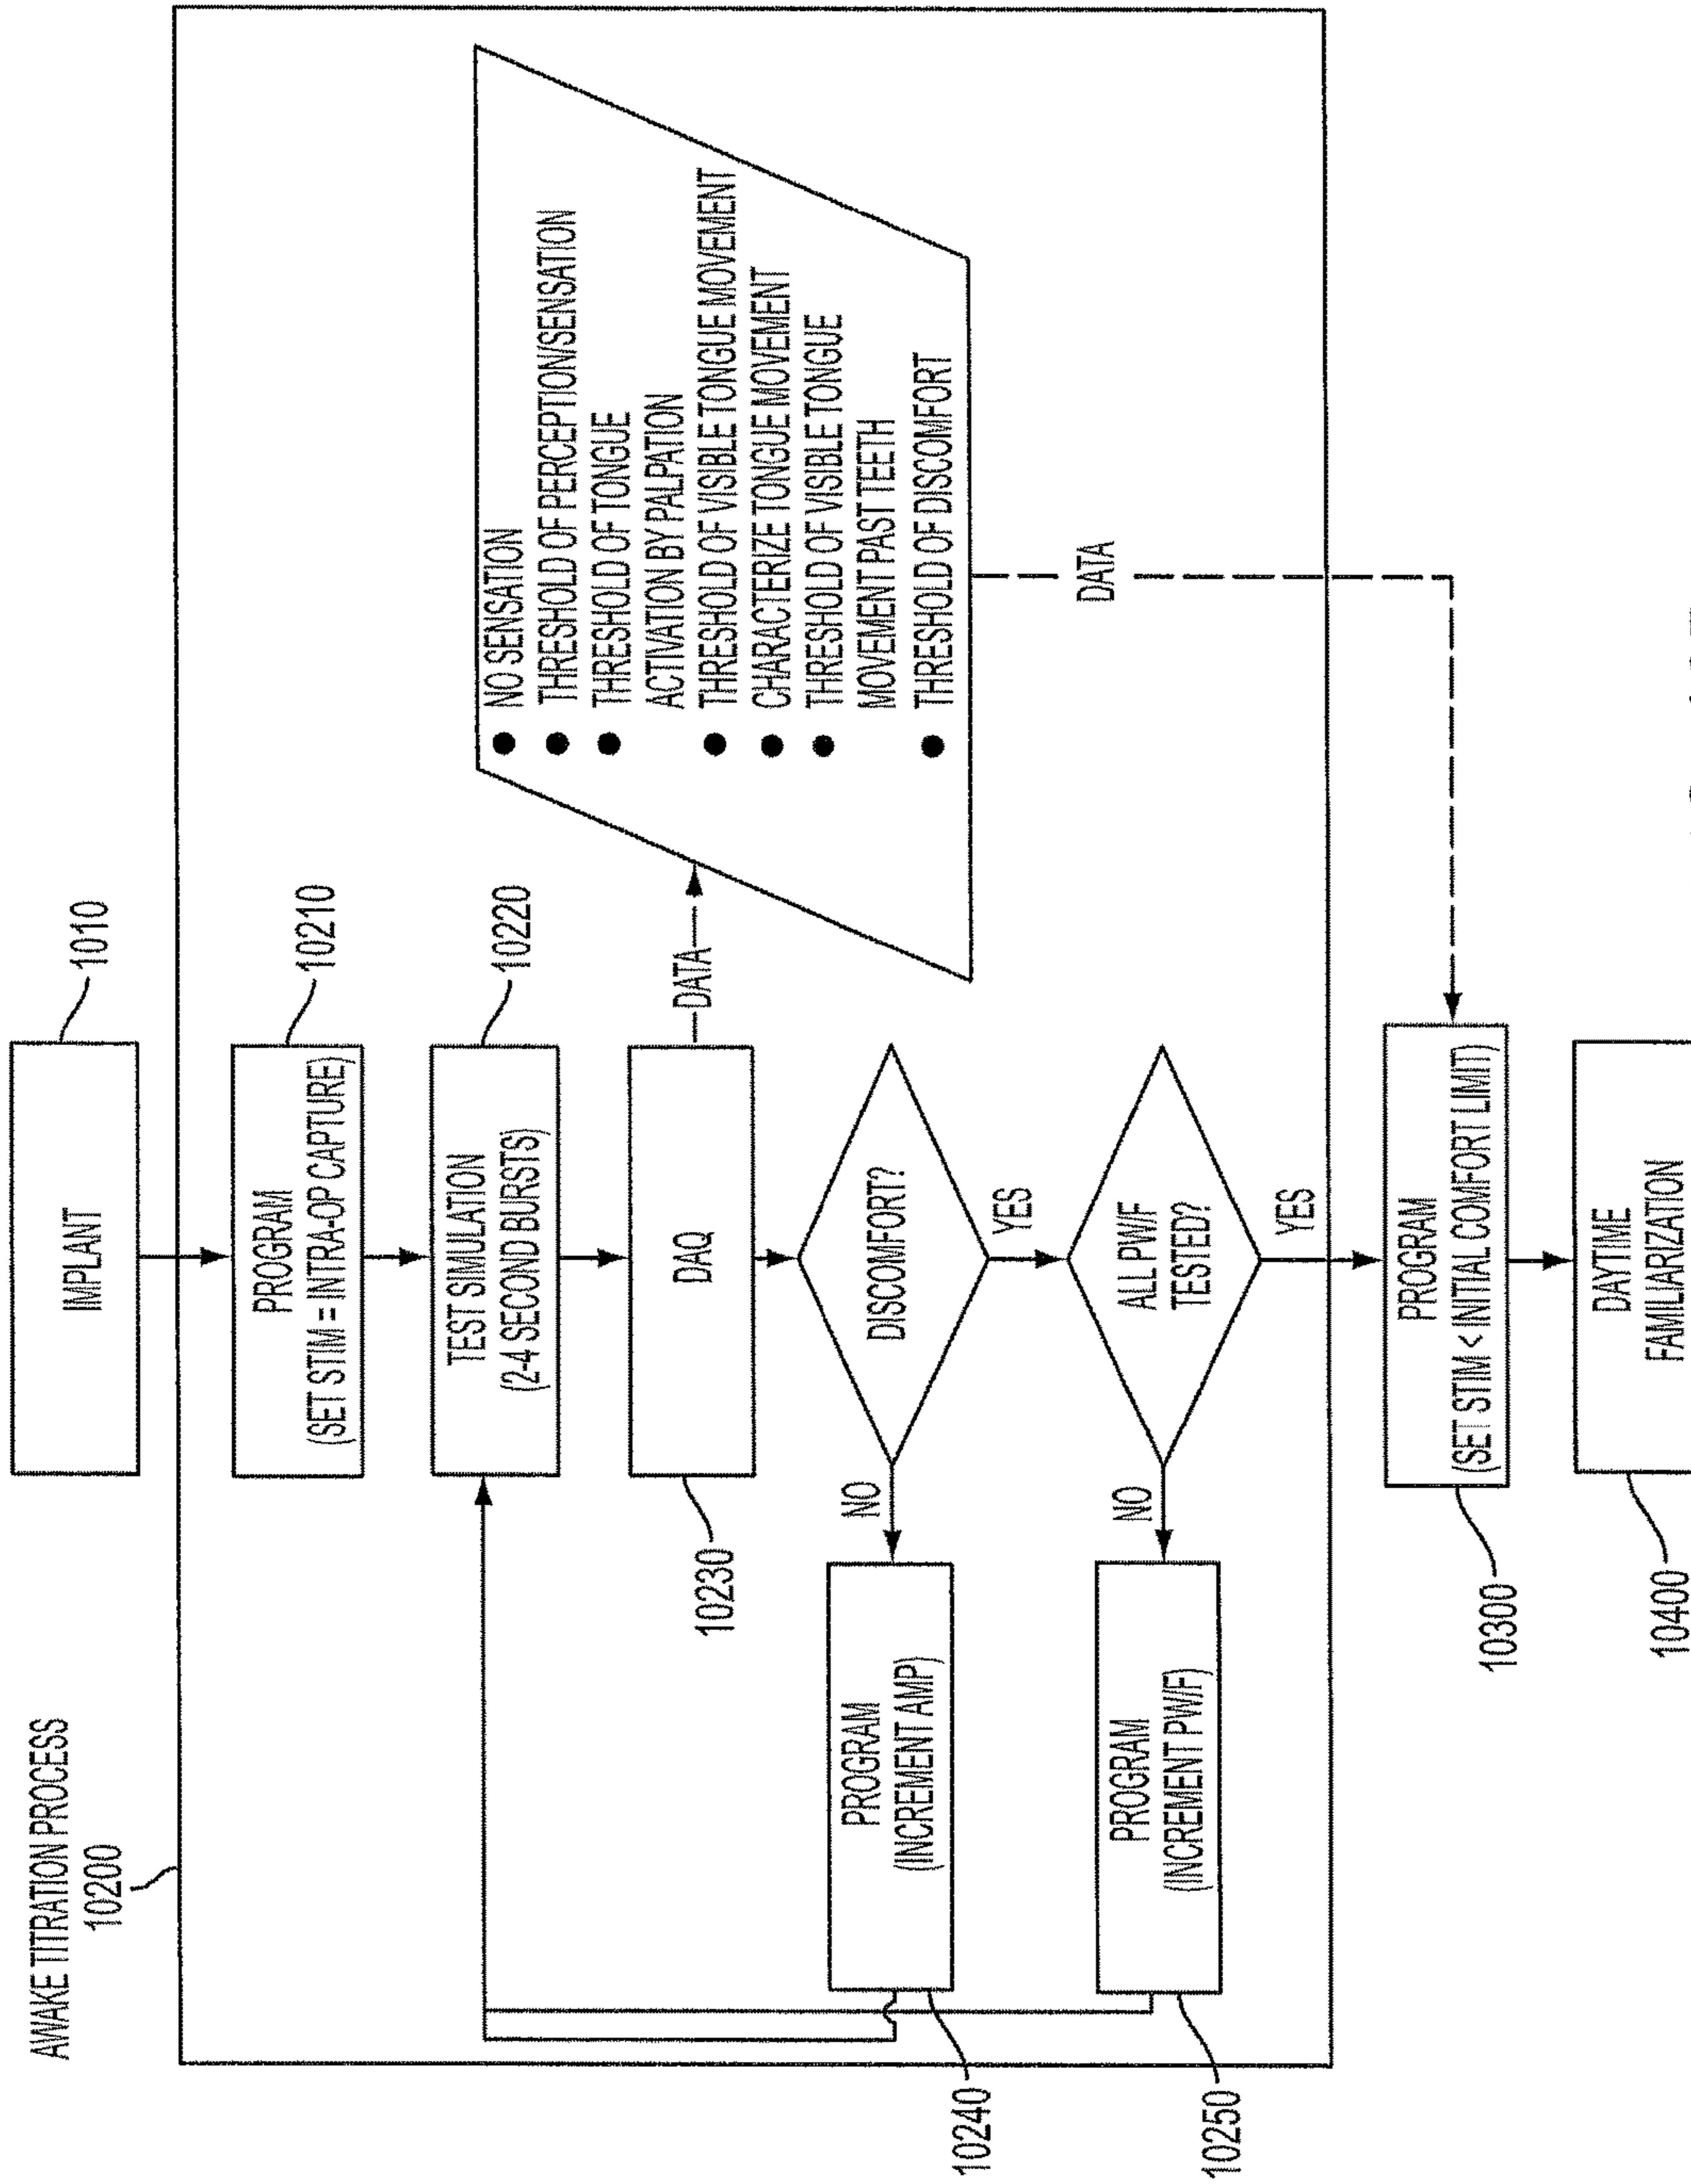 AWAKE TITRATION PROCESS
10200
IMPLANT
1010
PROGRAM
(SET STIM = INTRA-OP CAPTURE)
10210
TEST SIMULATION
(2-4 SECOND BURSTS)
10220
DAQ
10230
DATA
● NO SENSATION
● THRESHOLD OF PERCEPTION/SENSATION
● THRESHOLD OF TONGUE
ACTIVATION BY PALPATION
● THRESHOLD OF VISIBLE TONGUE MOVEMENT
● CHARACTERIZE TONGUE MOVEMENT
● THRESHOLD OF VISIBLE TONGUE
MOVEMENT PAST TEETH
● THRESHOLD OF DISCOMFORT
DATA
DISCOMFORT?
NO
YES
PROGRAM
(INCREMENT AMP)
10240
ALL PW/F
TESTED?
NO
YES
PROGRAM
(INCREMENT PW/F)
10250
PROGRAM
(SET STIM < INITIAL COMFORT LIMIT)
10300
DAYTIME
FAMILIARIZATION
10400